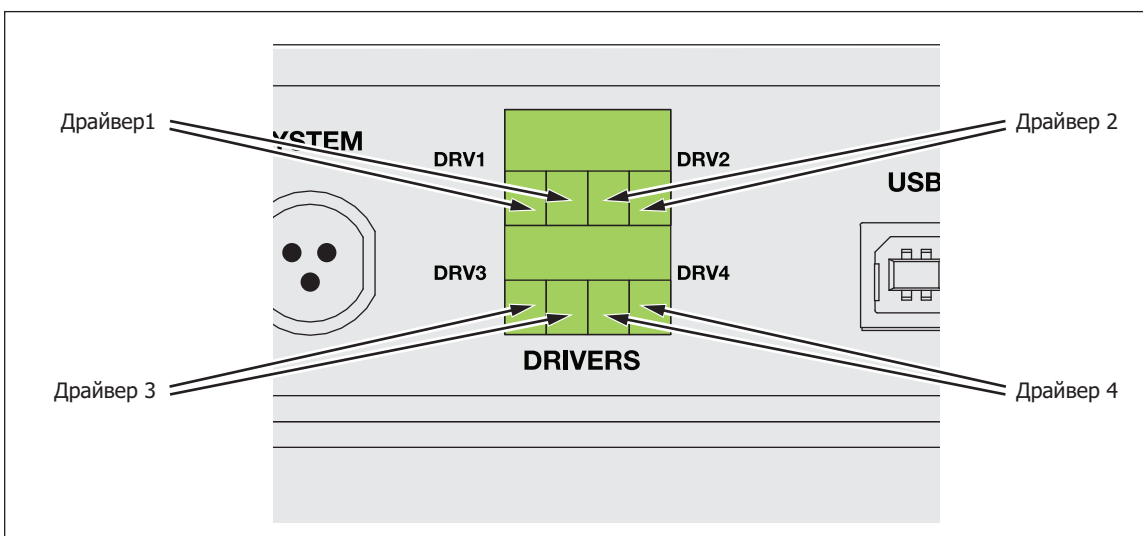 Драйвер1
Драйвер 2
YSTEM
DRV1
DRV2
USB
DRV3
DRV4
DRIVERS
Драйвер 3
Драйвер 4